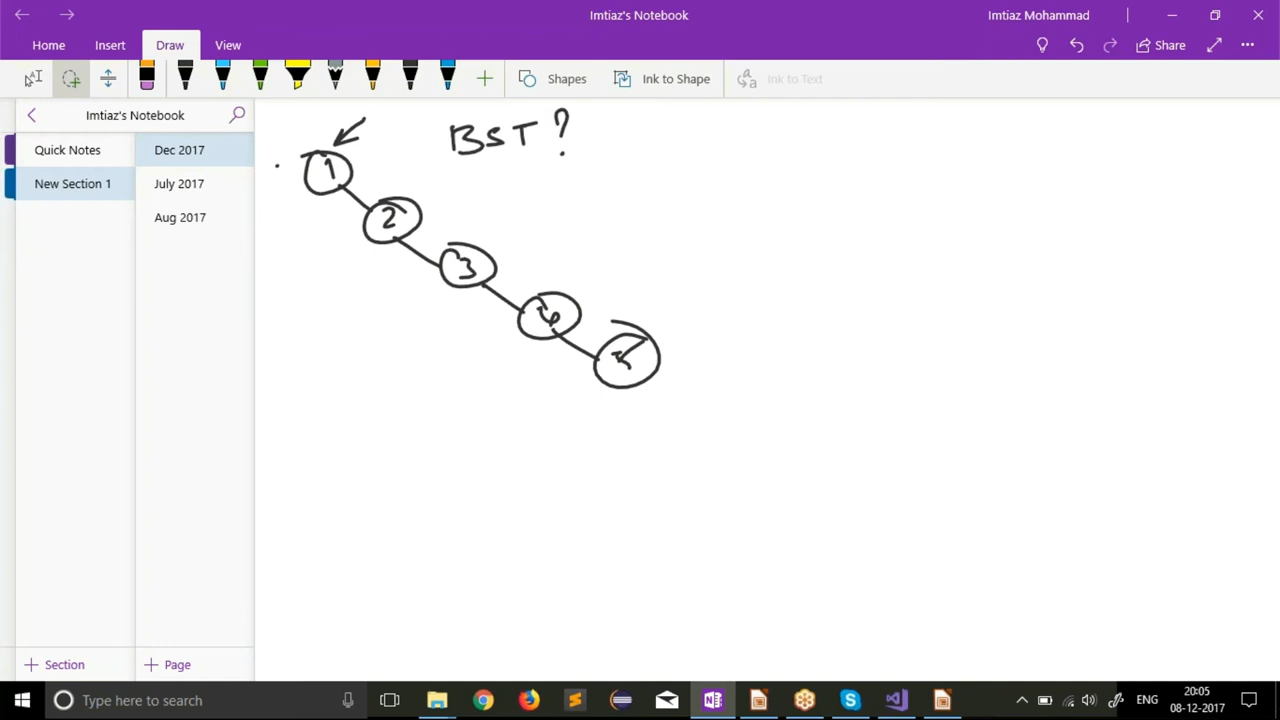 Imtiaz's Notebook
Imtiaz Mohammad
Home Insert Draw View
Share
Shapes
Ink to Shape
Ink to Text
Imtiaz's Notebook
Quick Notes
New Section 1
Dec 2017
July 2017
Aug 2017
BST?
1
2
3
Section
Page
Type here to search
ENG
20:05
08-12-2017